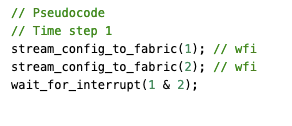 // Pseudocode
// Time step 1
stream_config_to_fabric(1); // wfi
stream_config_to_fabric(2); // wfi
wait_for_interrupt(1 & 2);